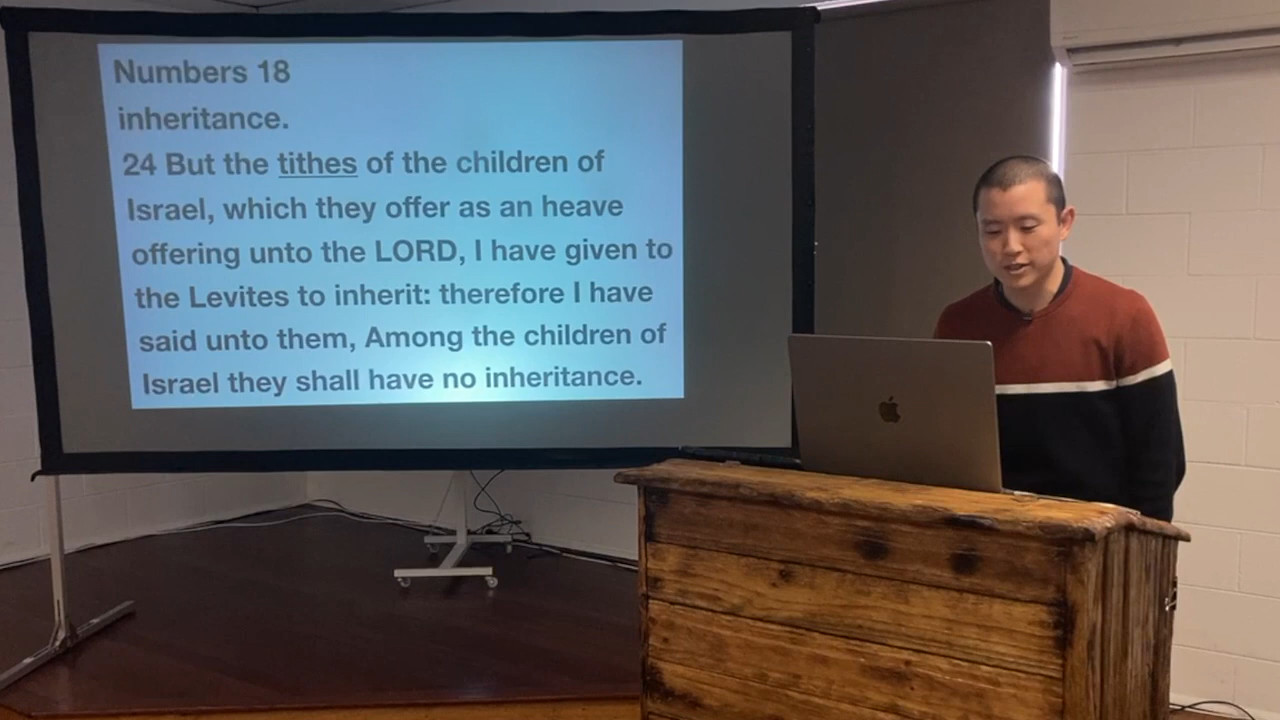 Numbers 18
inheritance.
24 But the tithes of the children of
Israel, which they offer as an heave
offering unto the LORD, I have given to
the Levites to inherit: therefore I have
said unto them, Among the children of
Israel they shall have no inheritance.